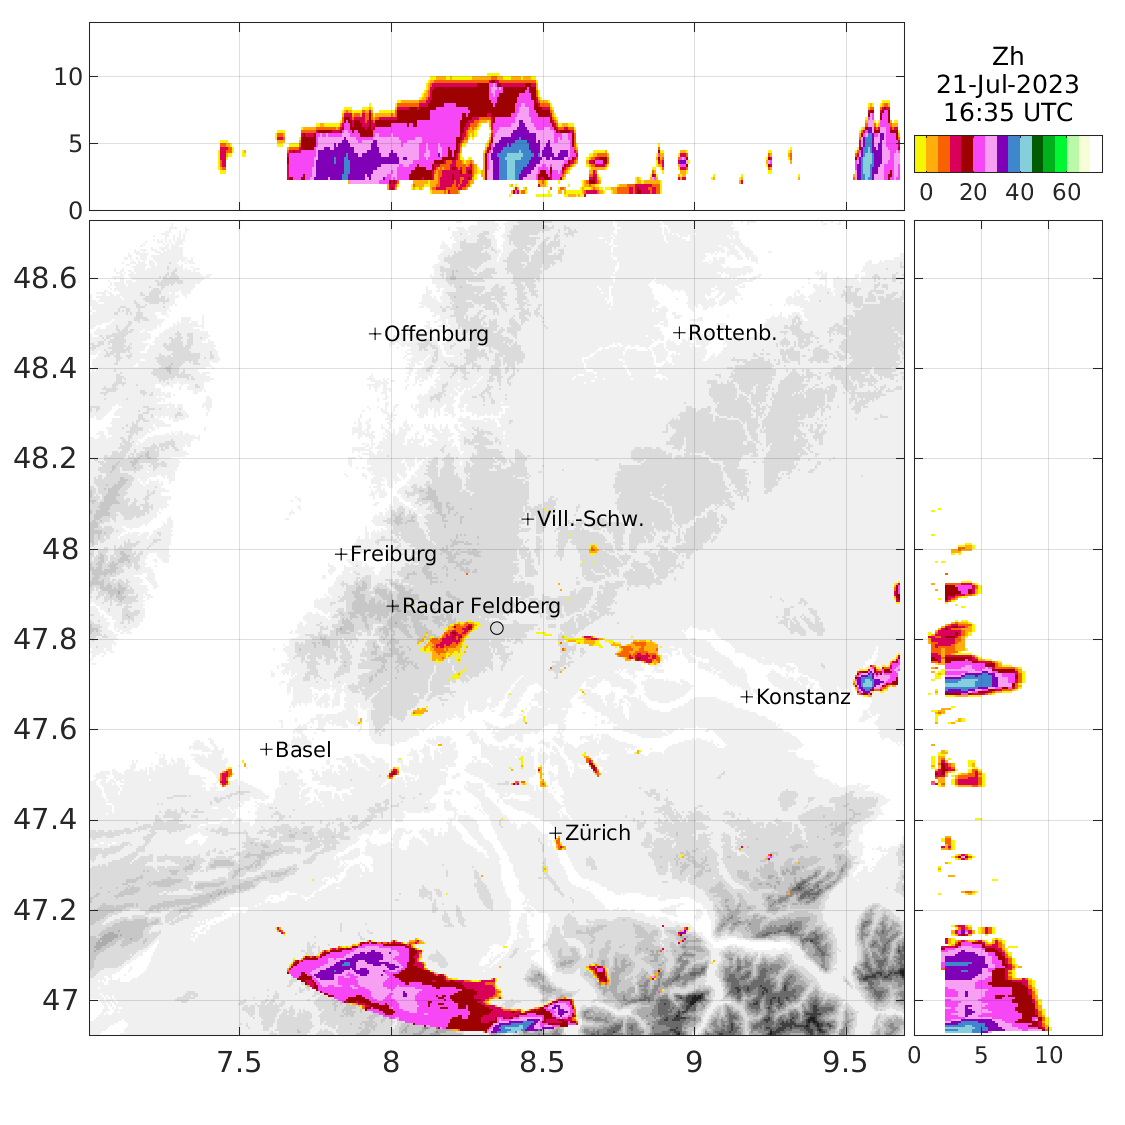 10
5
0
Zh
21-Jul-2023
16:35 UTC
0 20 40 60
48.6
48.4
48.2
48
47.8
47.6
47.4
47.2
47
+Offenburg
+Rottenb.
+Vill.-Schw.
+Freiburg
+Radar Feldberg
+Konstanz
+Basel
+Zürich
7.5 8 8.5 9 9.5
0 5 10